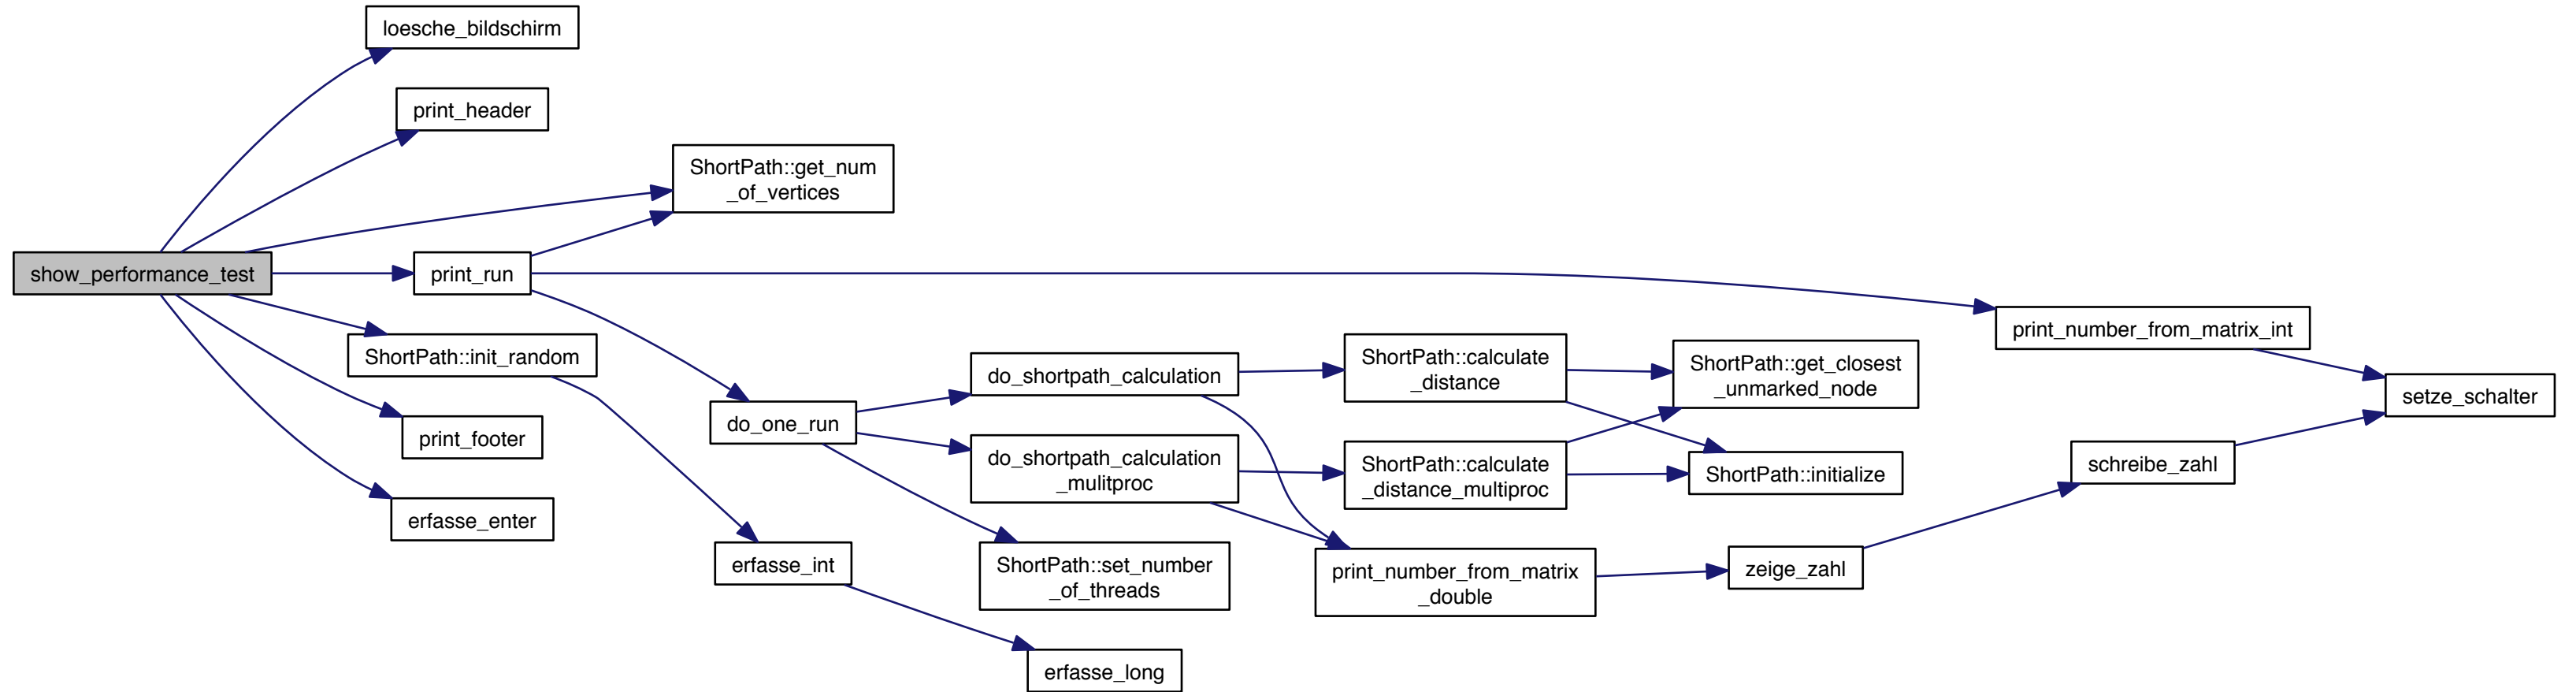 loesche_bildschirm
print_header
ShortPath::get_num
_of_vertices
show_performance_test
print_run
print_number_from_matrix_int
ShortPath::init_random
do_shortpath_calculation
ShortPath::calculate
_distance
ShortPath::get_closest
_unmarked_node
setze_schalter
print_footer
do_one_run
do_shortpath_calculation
_mulitproc
ShortPath::calculate
_distance_multiproc
ShortPath::initialize
schreibe_zahl
erfasse_enter
erfasse_int
ShortPath::set_number
_of_threads
print_number_from_matrix
_double
zeige_zahl
erfasse_long